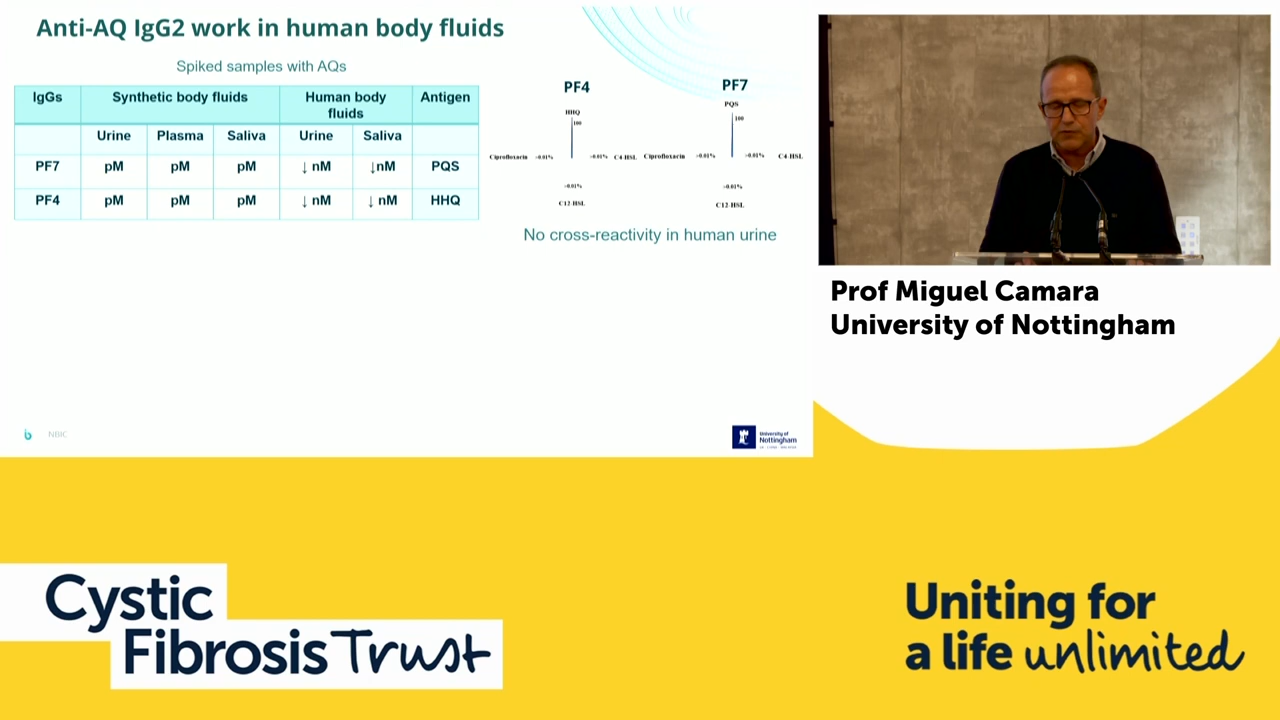 Anti-AQ IgG2 work in human body fluids
Spiked samples with AQs
IgGs Synthetic body fluids Human body fluids Antigen
Urine Plasma Saliva Urine Saliva
PF7 pM pM pM ↓ nM ↓nM PQS
PF4 pM pM pM ↓ nM ↓ nM HHQ
PF4
HHQ
100
Ciprofloxacin ~0.01% ~0.01% C4-HSL
~0.01%
C12-HSL
PF7
PQS
100
Ciprofloxacin ~0.01% ~0.01% C4-HSL
~0.01%
C12-HSL
No cross-reactivity in human urine
NBIC
University of
Nottingham
Prof Miguel Camara
University of Nottingham
Cystic
Fibrosis Trust
Uniting for
a life unlimited